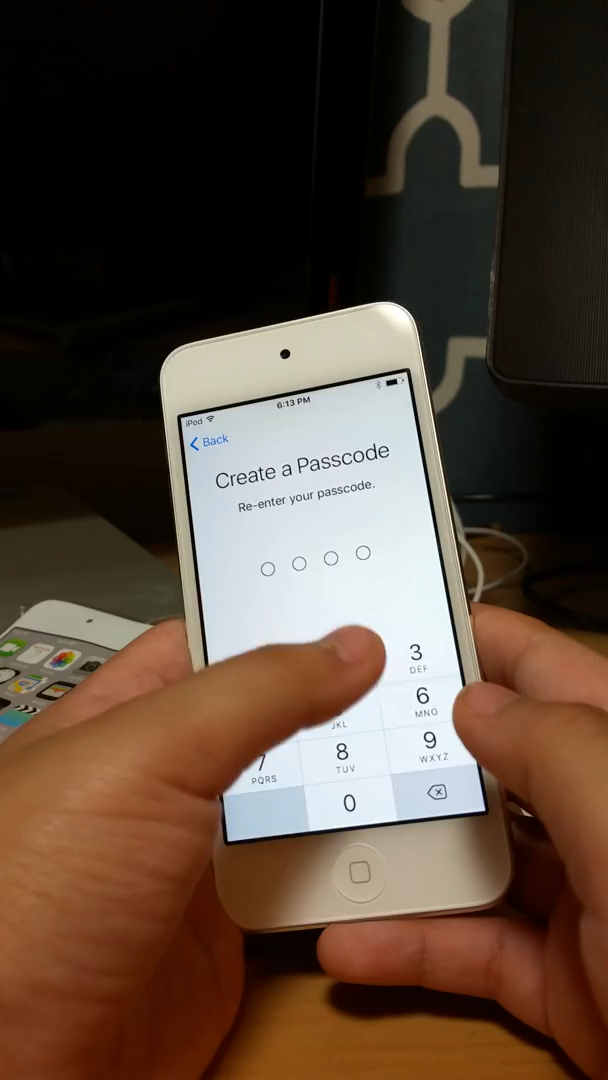 iPod 6:13 PM
Back
Create a Passcode
Re-enter your passcode.
3
DEF
6
JKL MNO
7 8 9
PQRS TUV WXYZ
0